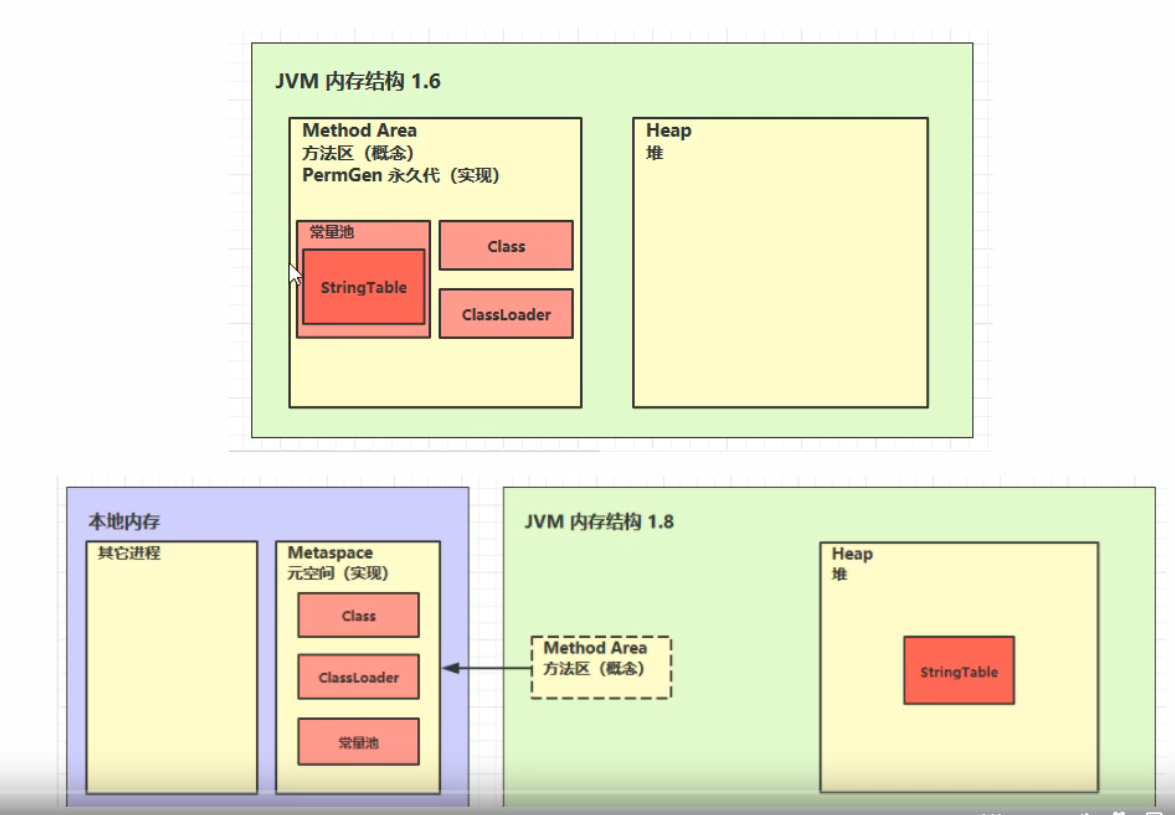 JVM 内存结构 1.6
Method Area
方法区（概念）
PermGen 永久代（实现）
常量池
StringTable
Class
ClassLoader
Heap
堆
本地内存
其它进程
Metaspace
元空间（实现）
Class
ClassLoader
常量池
JVM 内存结构 1.8
Method Area
方法区（概念）
Heap
堆
StringTable